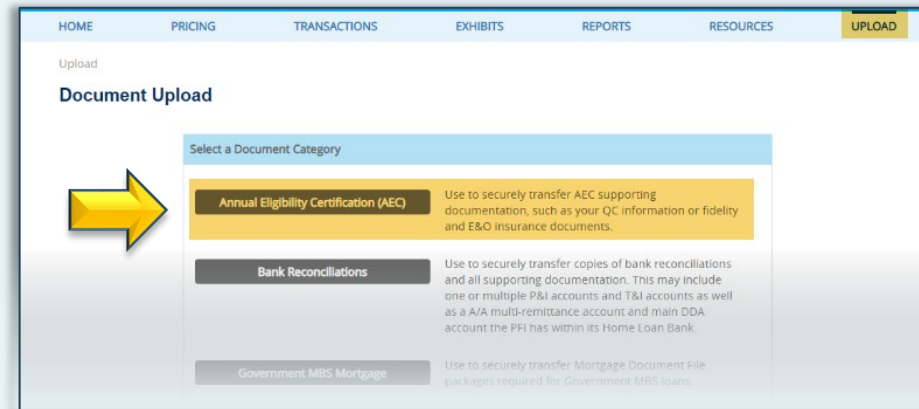 HOME PRICING TRANSACTIONS EXHIBITS REPORTS RESOURCES UPLOAD
Upload
Document Upload
Select a Document Category
Annual Eligibility Certification (AEC)
Use to securely transfer AEC supporting
documentation, such as your QC information or fidelity
and E&O insurance documents.
Bank Reconciliations
Use to securely transfer copies of bank reconciliations
and all supporting documentation. This may include
one or multiple P&I accounts and T&I accounts as well
as a A/A multi-remittance account and main DDA
account the PFI has within its Home Loan Bank.
Government MBS Mortgage
Use to securely transfer Mortgage Document File
packages required for Government MBS loans.